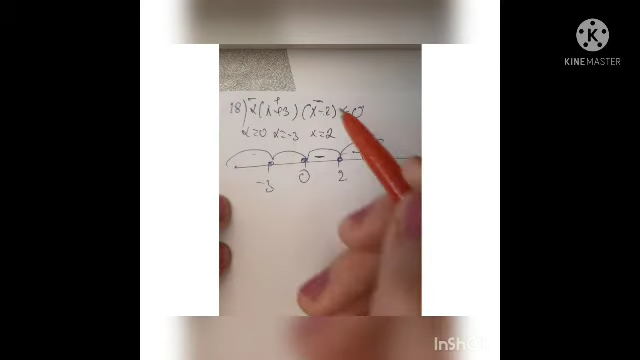 KINEMASTER
18) x(x+3)(x-2)<0
x=0 x=-3 x=2
-3 0 2
InShOt